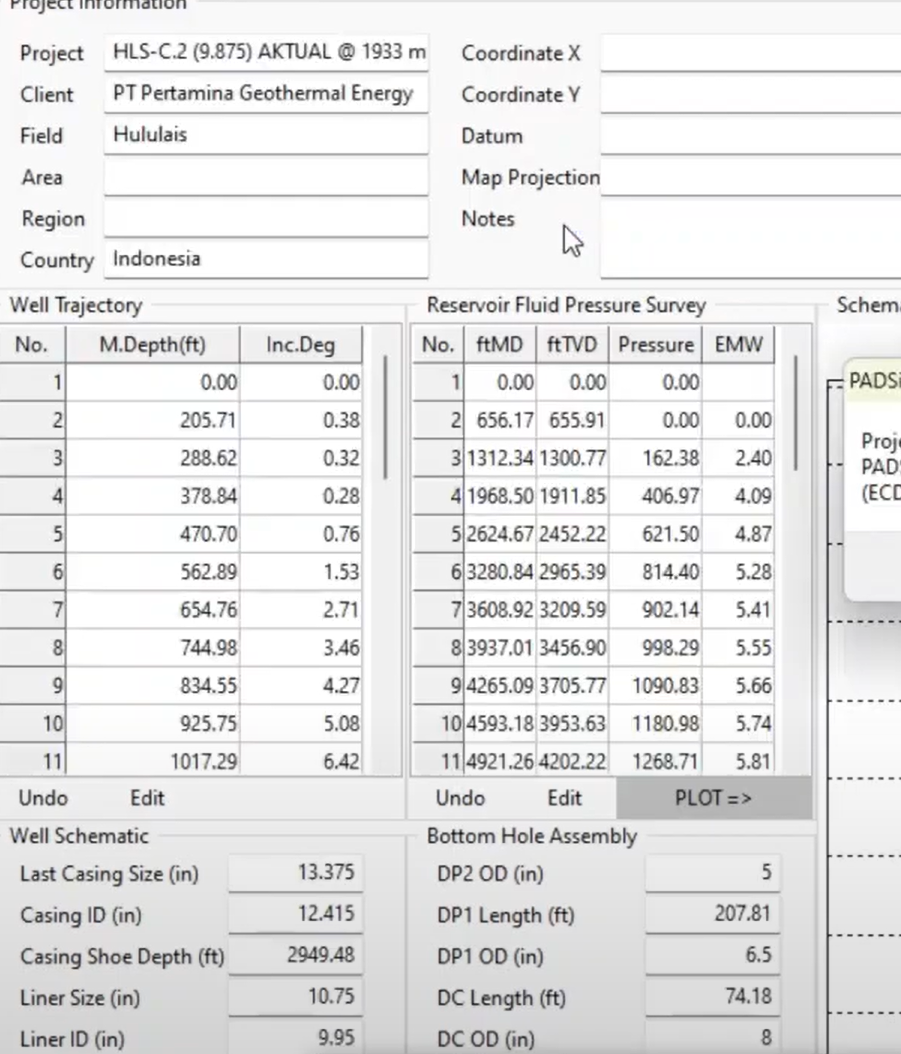 Project Information
Project HLS-C.2 (9.875) AKTUAL @ 1933 m
Client PT Pertamina Geothermal Energy
Field Hululais
Area
Region
Country Indonesia
Coordinate X
Coordinate Y
Datum
Map Projection
Notes
Well Trajectory
No. M.Depth(ft) Inc.Deg
1 0.00 0.00
2 205.71 0.38
3 288.62 0.32
4 378.84 0.28
5 470.70 0.76
6 562.89 1.53
7 654.76 2.71
8 744.98 3.46
9 834.55 4.27
10 925.75 5.08
11 1017.29 6.42
Undo Edit
Reservoir Fluid Pressure Survey
No. ftMD ftTVD Pressure EMW
1 0.00 0.00 0.00
2 656.17 655.91 0.00 0.00
3 1312.34 1300.77 162.38 2.40
4 1968.50 1911.85 406.97 4.09
5 2624.67 2452.22 621.50 4.87
6 3280.84 2965.39 814.40 5.28
7 3608.92 3209.59 902.14 5.41
8 3937.01 3456.90 998.29 5.55
9 4265.09 3705.77 1090.83 5.66
10 4593.18 3953.63 1180.98 5.74
11 4921.26 4202.22 1268.71 5.81
Undo Edit PLOT =>
Well Schematic
Last Casing Size (in) 13.375
Casing ID (in) 12.415
Casing Shoe Depth (ft) 2949.48
Liner Size (in) 10.75
Liner ID (in) 9.95
Bottom Hole Assembly
DP2 OD (in) 5
DP1 Length (ft) 207.81
DP1 OD (in) 6.5
DC Length (ft) 74.18
DC OD (in) 8
Schema
PADSi
Proje
PADS
(ECD